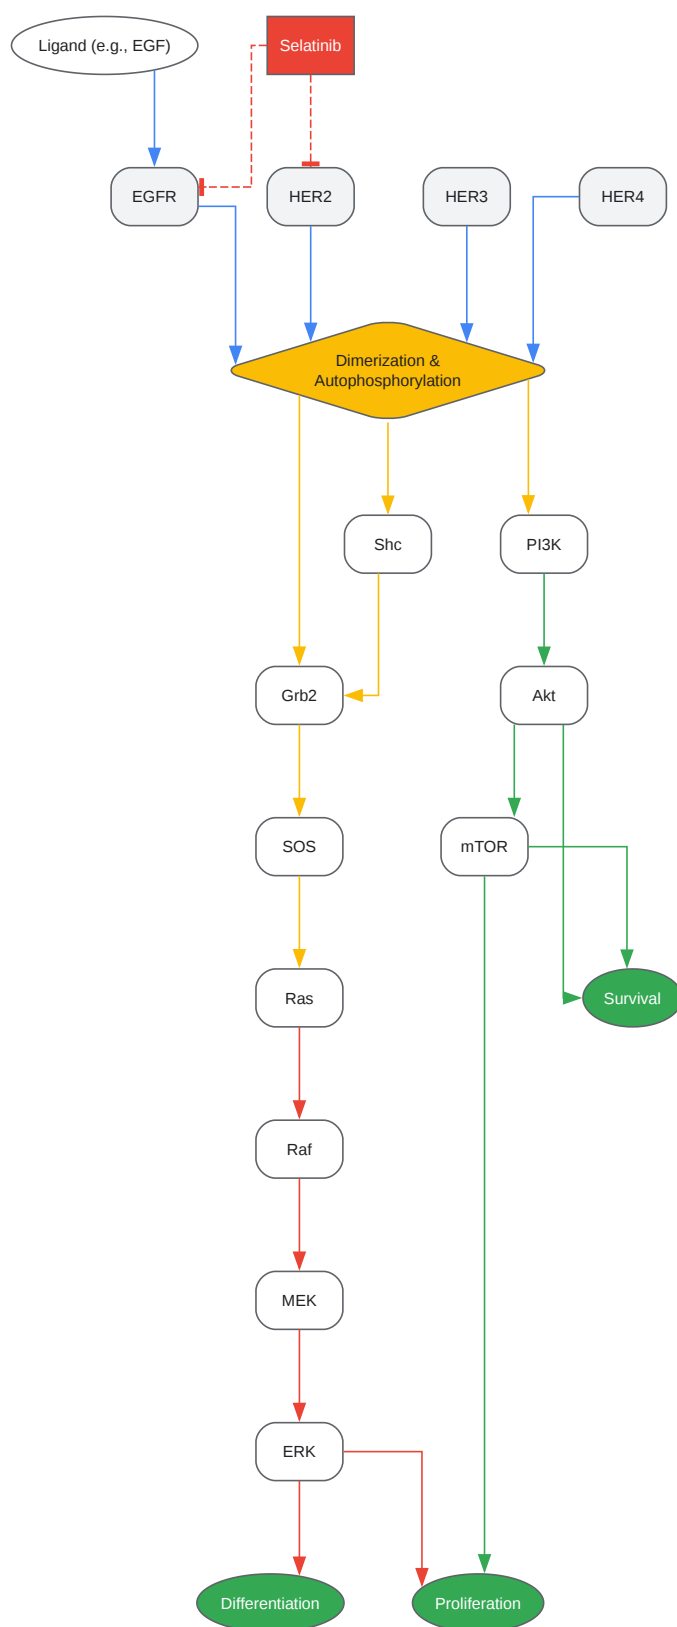 Ligand (e.g., EGF)
Selatinib
EGFR
HER2
HER3
HER4
Dimerization &
Autophosphorylation
Shc
PI3K
Grb2
Akt
SOS
mTOR
Ras
Survival
Raf
MEK
ERK
Differentiation
Proliferation